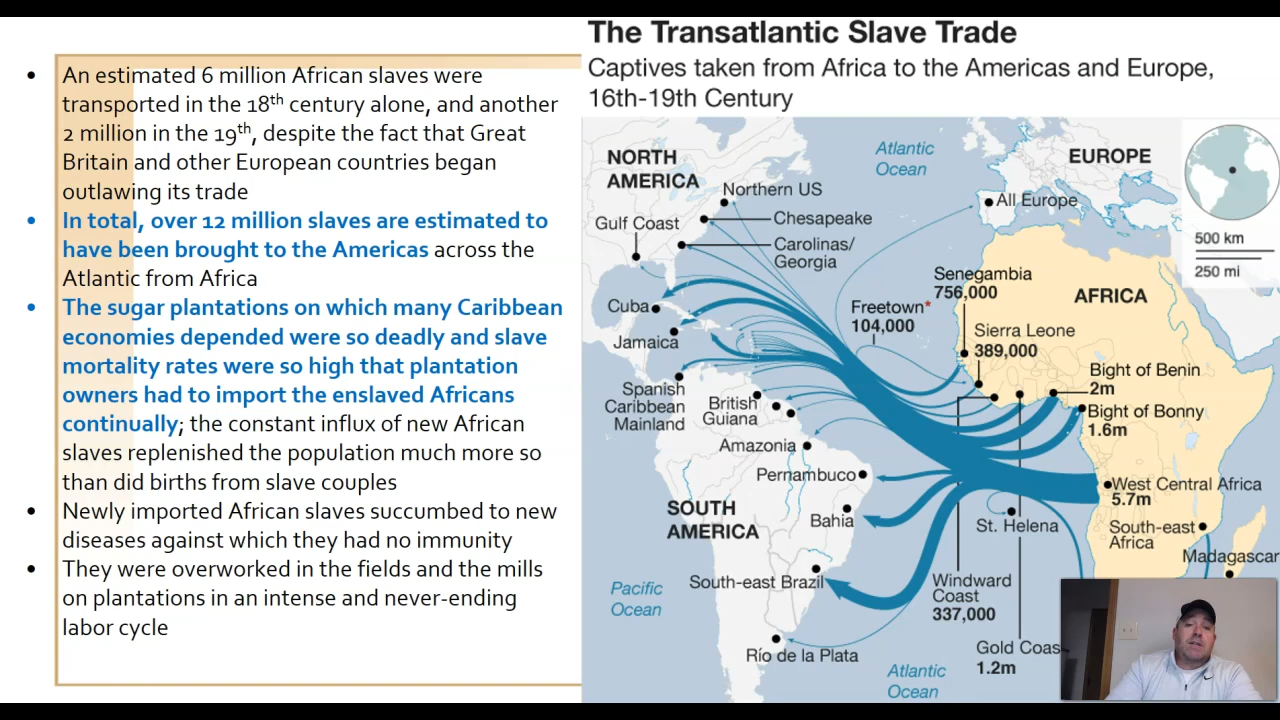 An estimated 6 million African slaves were
transported in the 18th century alone, and another
2 million in the 19th, despite the fact that Great
Britain and other European countries began
outlawing its trade
In total, over 12 million slaves are estimated to
have been brought to the Americas across the
Atlantic from Africa
The sugar plantations on which many Caribbean
economies depended were so deadly and slave
mortality rates were so high that plantation
owners had to import the enslaved Africans
continually; the constant influx of new African
slaves replenished the population much more so
than did births from slave couples
Newly imported African slaves succumbed to new
diseases against which they had no immunity
They were overworked in the fields and the mills
on plantations in an intense and never-ending
labor cycle
The Transatlantic Slave Trade
Captives taken from Africa to the Americas and Europe,
16th-19th Century
NORTH
AMERICA
Atlantic
Ocean
EUROPE
Northern US
All Europe
Gulf Coast
Chesapeake
Carolinas/
Georgia
500 km
250 mi
Senegambia
756,000
AFRICA
Cuba
Freetown*
104,000
Jamaica
Sierra Leone
389,000
Spanish
Caribbean
Mainland
British
Guiana
Bight of Benin
2m
Bight of Bonny
1.6m
Amazonia
Pernambuco
West Central Africa
5.7m
SOUTH
AMERICA
Bahia
St. Helena
South-east
Africa
Madagascar
South-east Brazil
Pacific
Ocean
Windward
Coast
337,000
Río de la Plata
Gold Coas
1.2m
Atlantic
Ocean